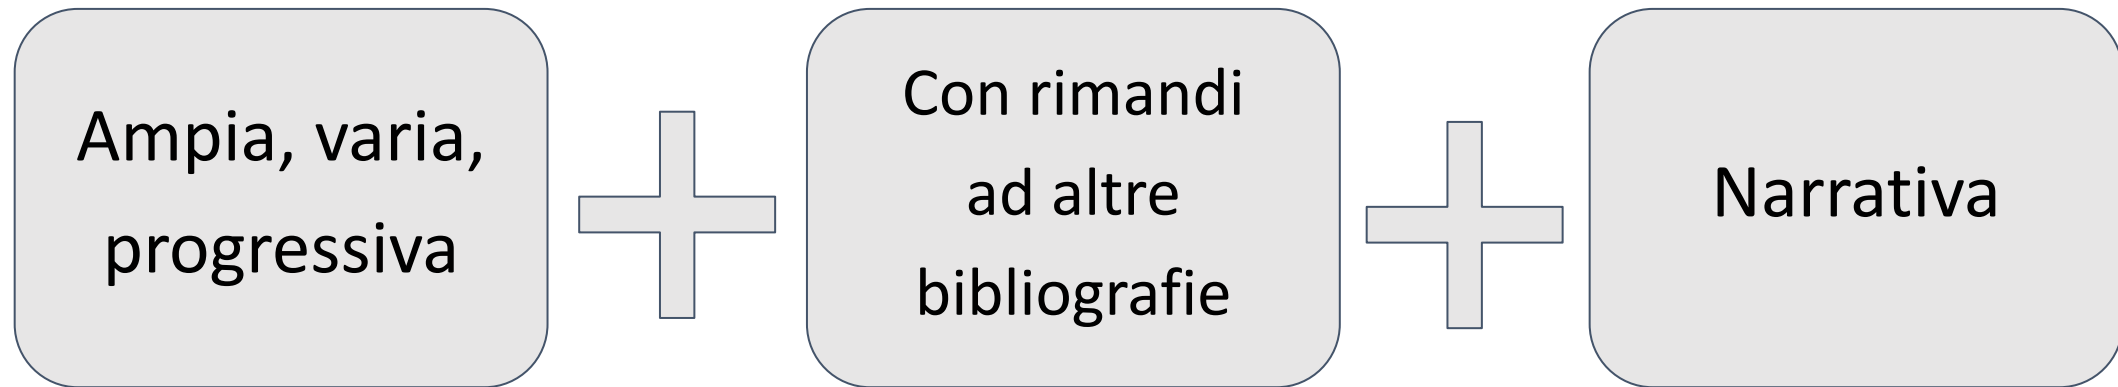 Ampia, varia,
progressiva
Con rimandi
ad altre
bibliografie
Narrativa